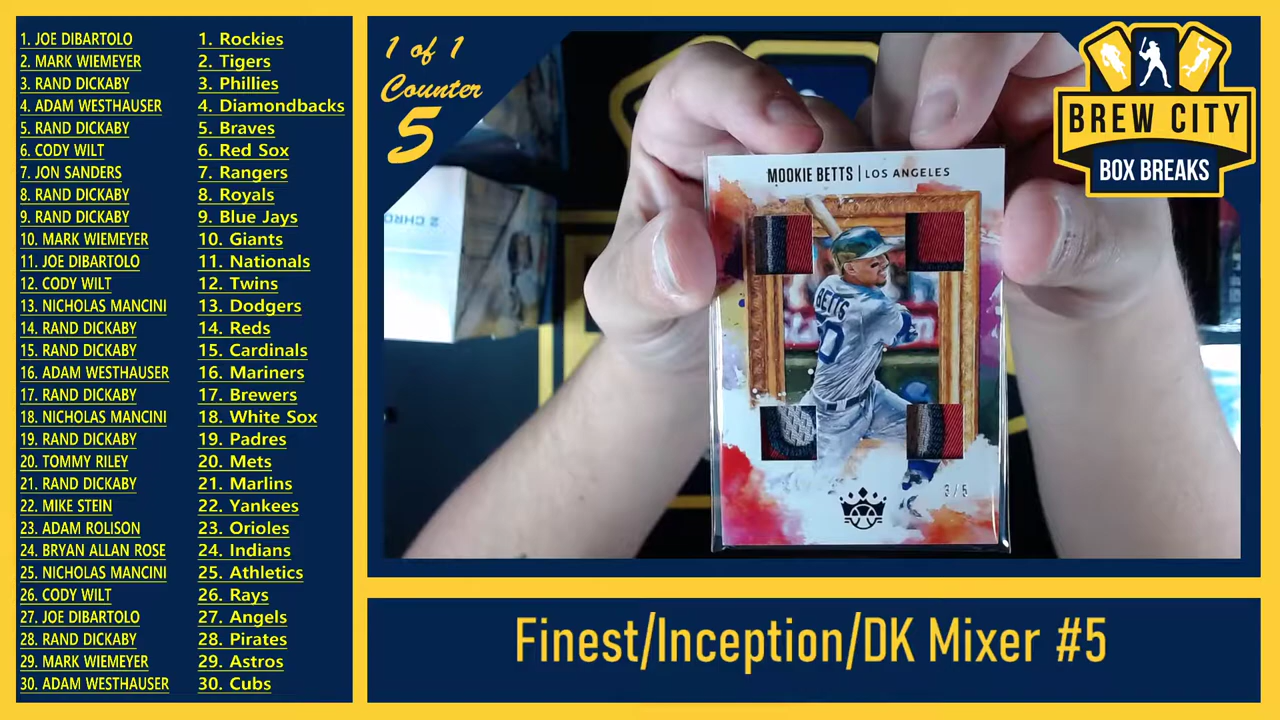 1. JOE DIBARTOLO 1. Rockies
2. MARK WIEMEYER 2. Tigers
3. RAND DICKABY 3. Phillies
4. ADAM WESTHAUSER 4. Diamondbacks
5. RAND DICKABY 5. Braves
6. CODY WILT 6. Red Sox
7. JON SANDERS 7. Rangers
8. RAND DICKABY 8. Royals
9. RAND DICKABY 9. Blue Jays
10. MARK WIEMEYER 10. Giants
11. JOE DIBARTOLO 11. Nationals
12. CODY WILT 12. Twins
13. NICHOLAS MANCINI 13. Dodgers
14. RAND DICKABY 14. Reds
15. RAND DICKABY 15. Cardinals
16. ADAM WESTHAUSER 16. Mariners
17. RAND DICKABY 17. Brewers
18. NICHOLAS MANCINI 18. White Sox
19. RAND DICKABY 19. Padres
20. TOMMY RILEY 20. Mets
21. RAND DICKABY 21. Marlins
22. MIKE STEIN 22. Yankees
23. ADAM ROLISON 23. Orioles
24. BRYAN ALLAN ROSE 24. Indians
25. NICHOLAS MANCINI 25. Athletics
26. CODY WILT 26. Rays
27. JOE DIBARTOLO 27. Angels
28. RAND DICKABY 28. Pirates
29. MARK WIEMEYER 29. Astros
30. ADAM WESTHAUSER 30. Cubs
1 of 1
Counter
5
BREW CITY
BOX BREAKS
2 CHRO
MOOKIE BETTS | LOS ANGELES
BETTS
3/5
Finest/Inception/DK Mixer #5